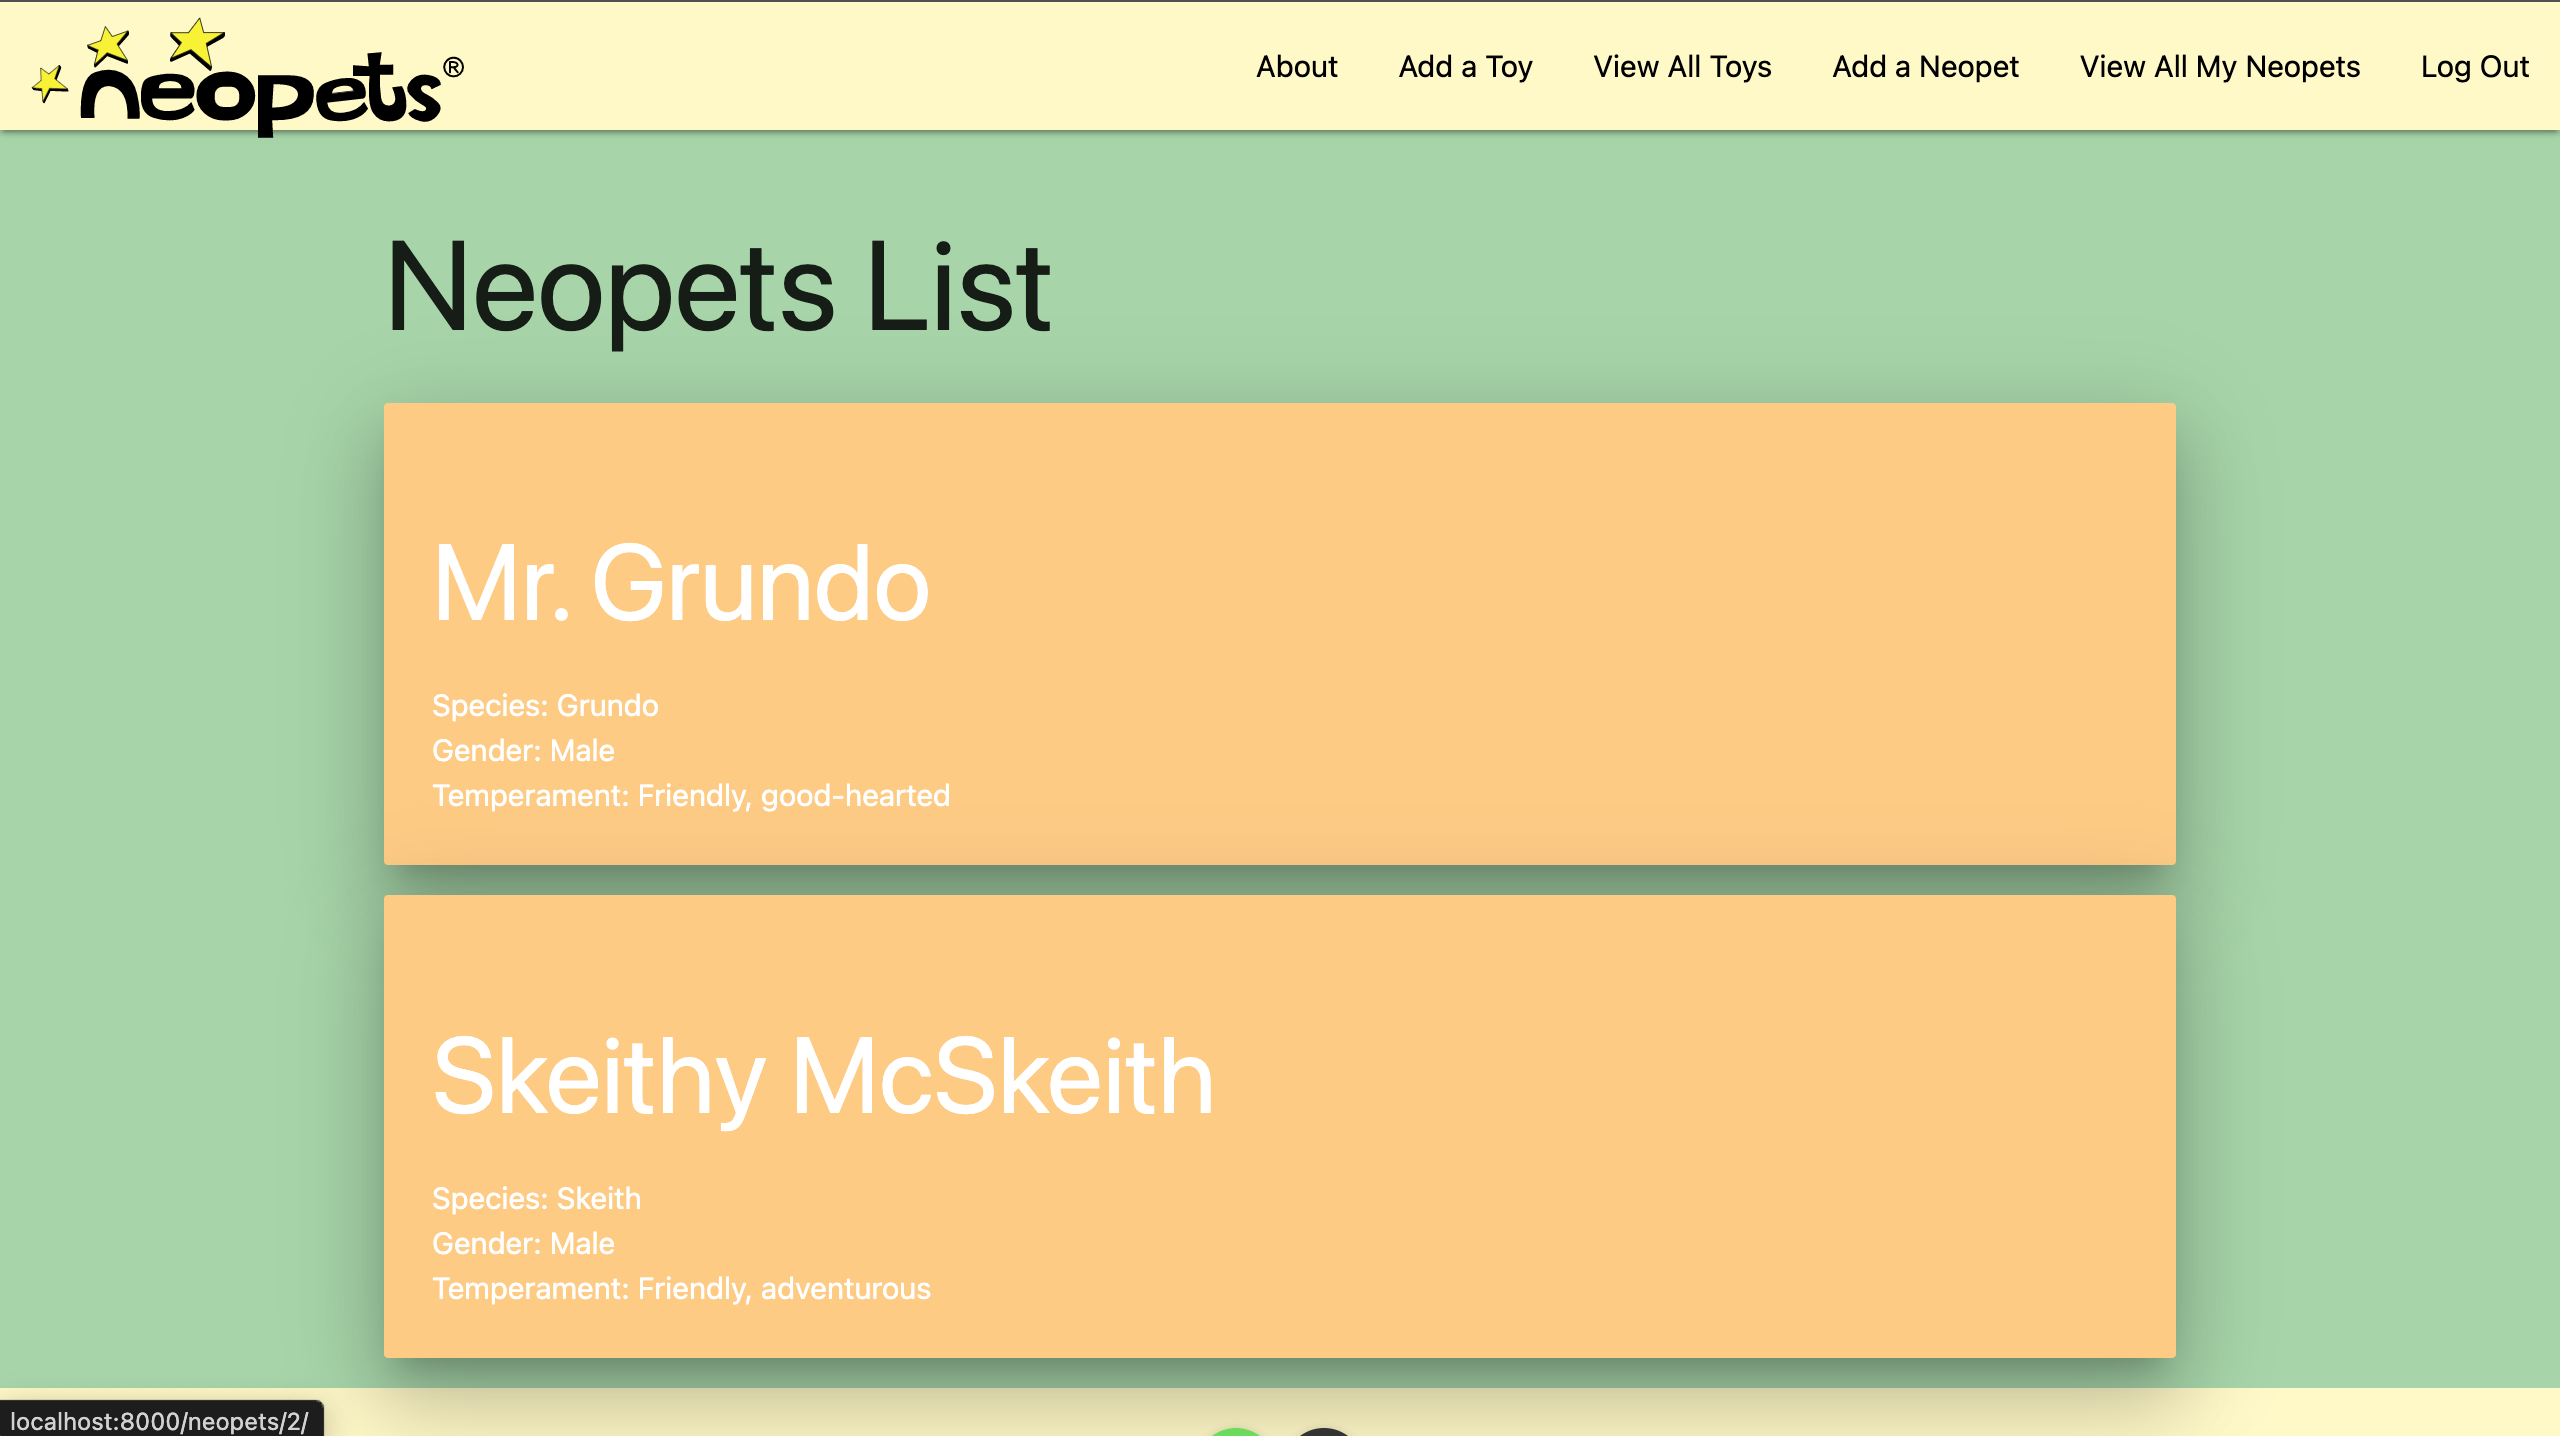 neopets®
About Add a Toy View All Toys Add a Neopet View All My Neopets Log Out
Neopets List
Mr. Grundo
Species: Grundo
Gender: Male
Temperament: Friendly, good-hearted
Skeithy McSkeith
Species: Skeith
Gender: Male
Temperament: Friendly, adventurous
localhost:8000/neopets/2/